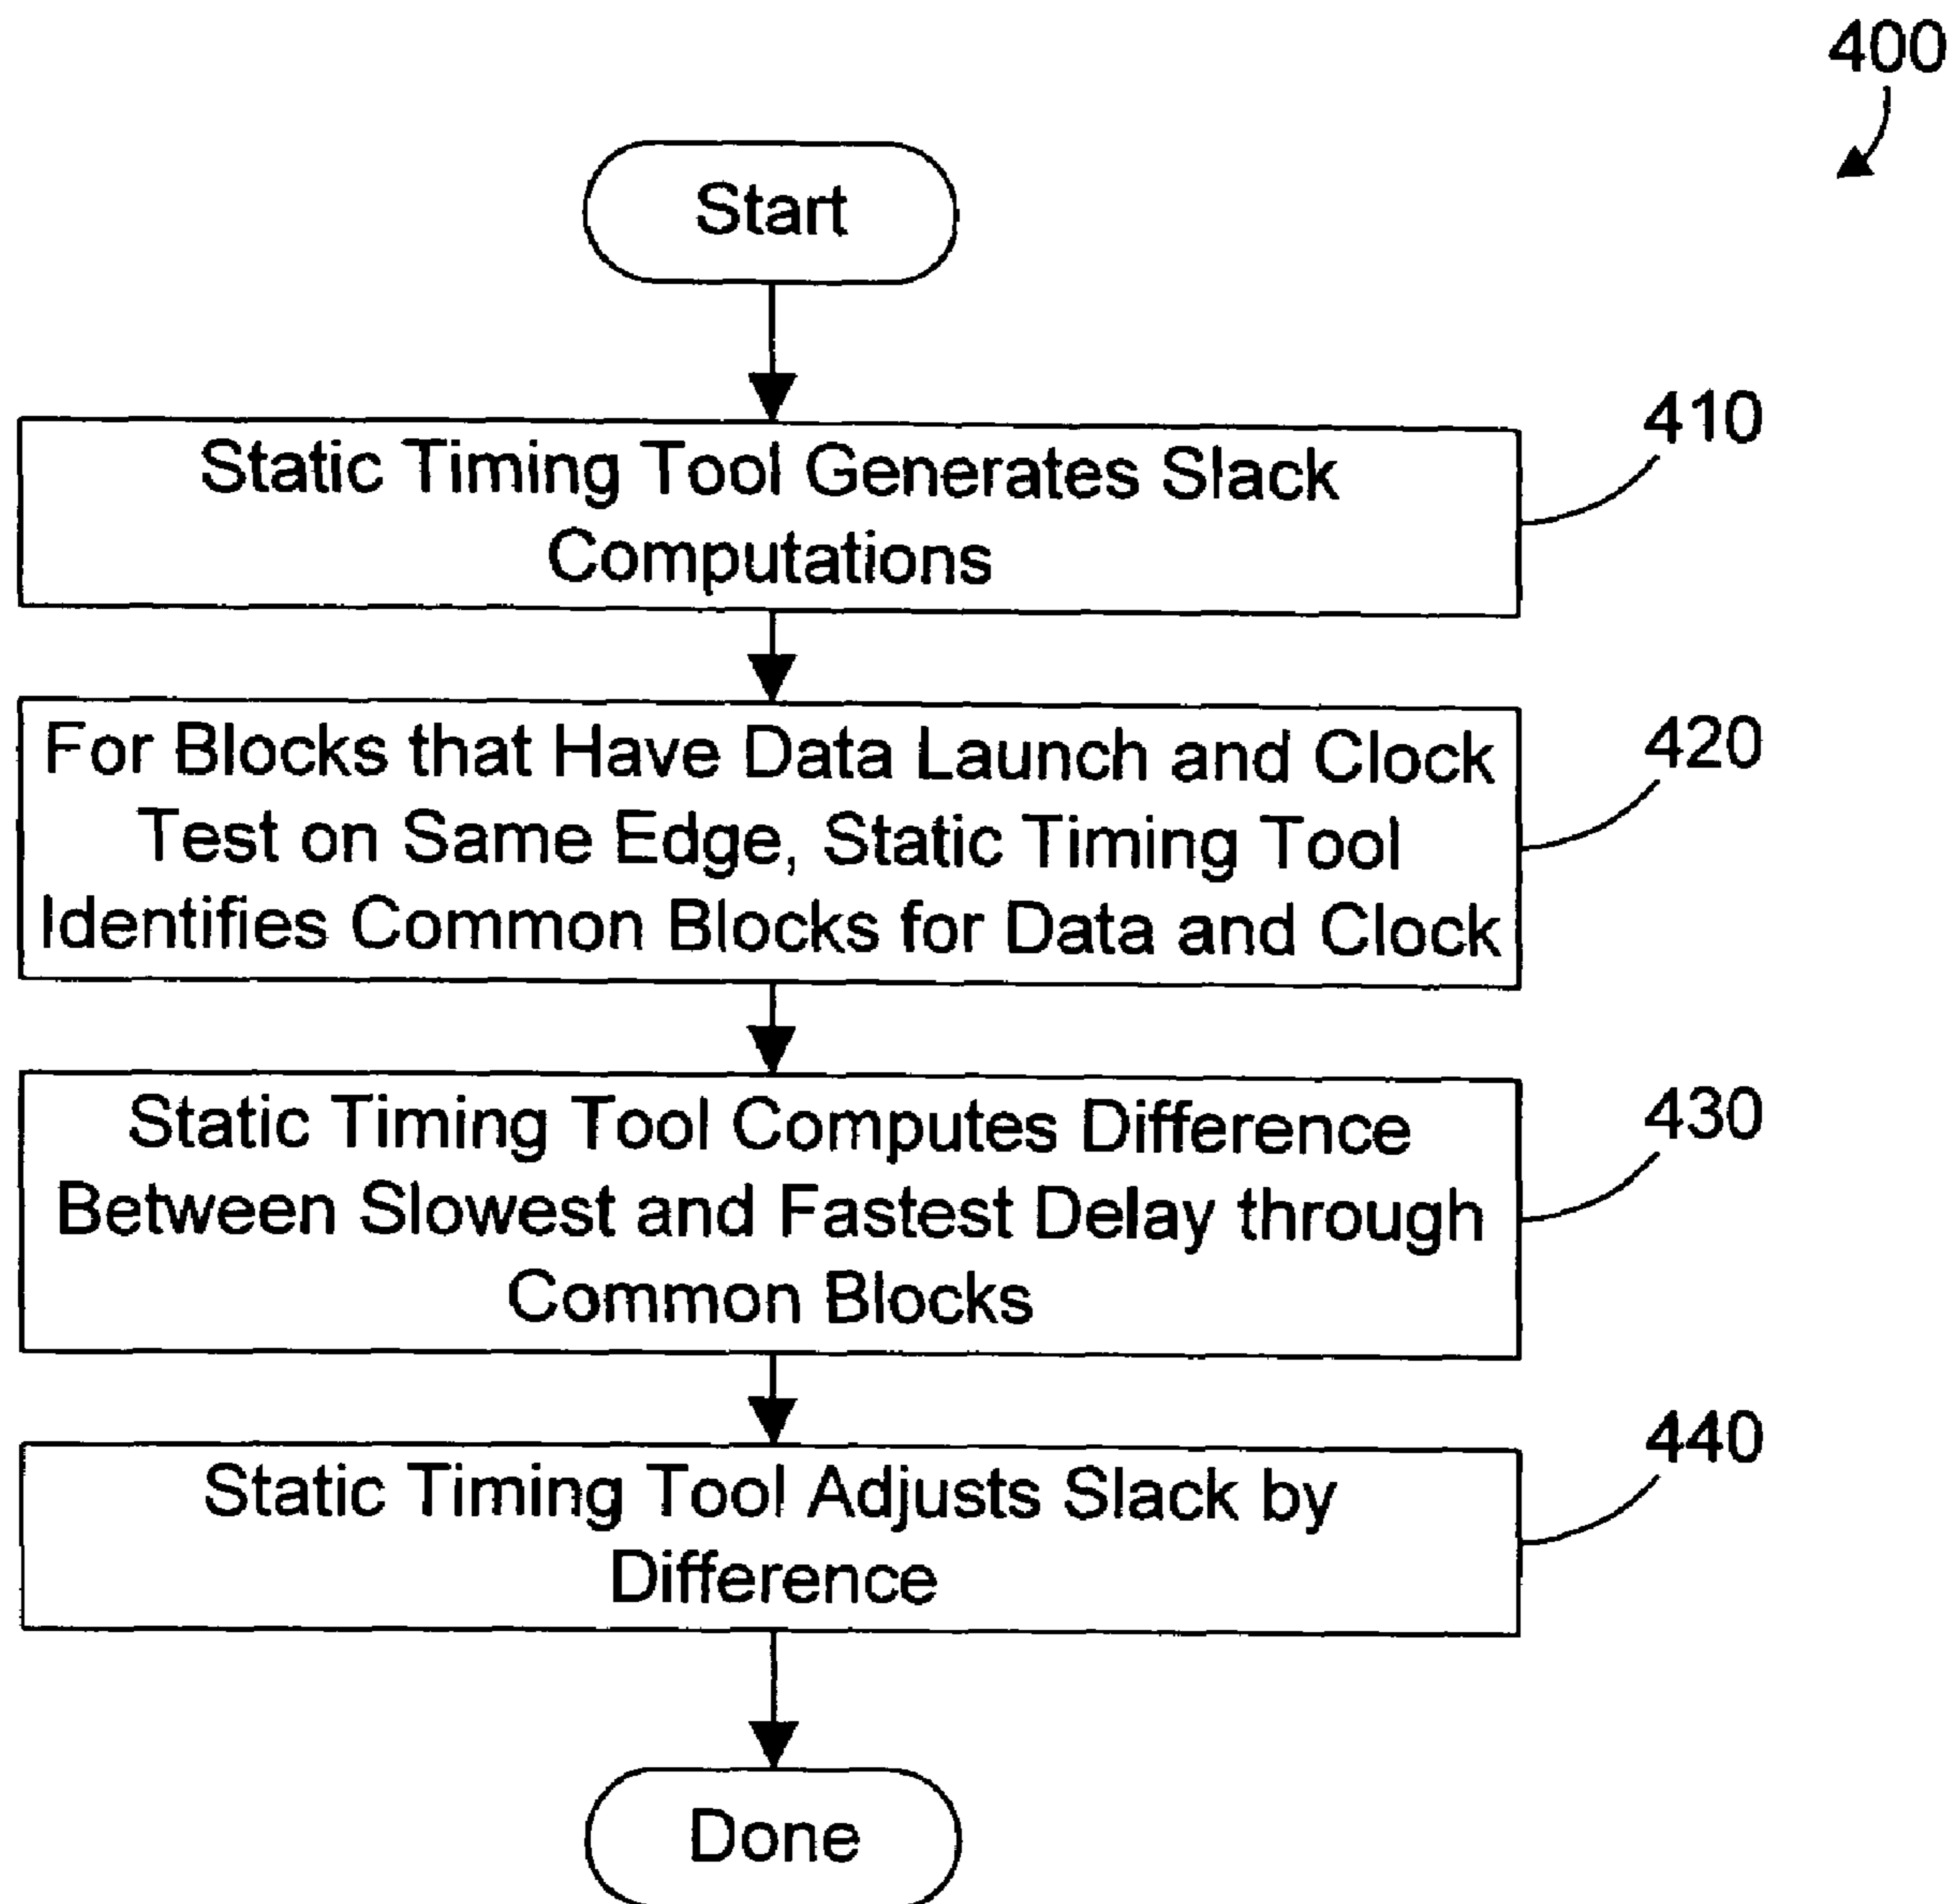 400
Start
410
Static Timing Tool Generates Slack
Computations
420
For Blocks that Have Data Launch and Clock
Test on Same Edge, Static Timing Tool
Identifies Common Blocks for Data and Clock
430
Static Timing Tool Computes Difference
Between Slowest and Fastest Delay through
Common Blocks
440
Static Timing Tool Adjusts Slack by
Difference
Done